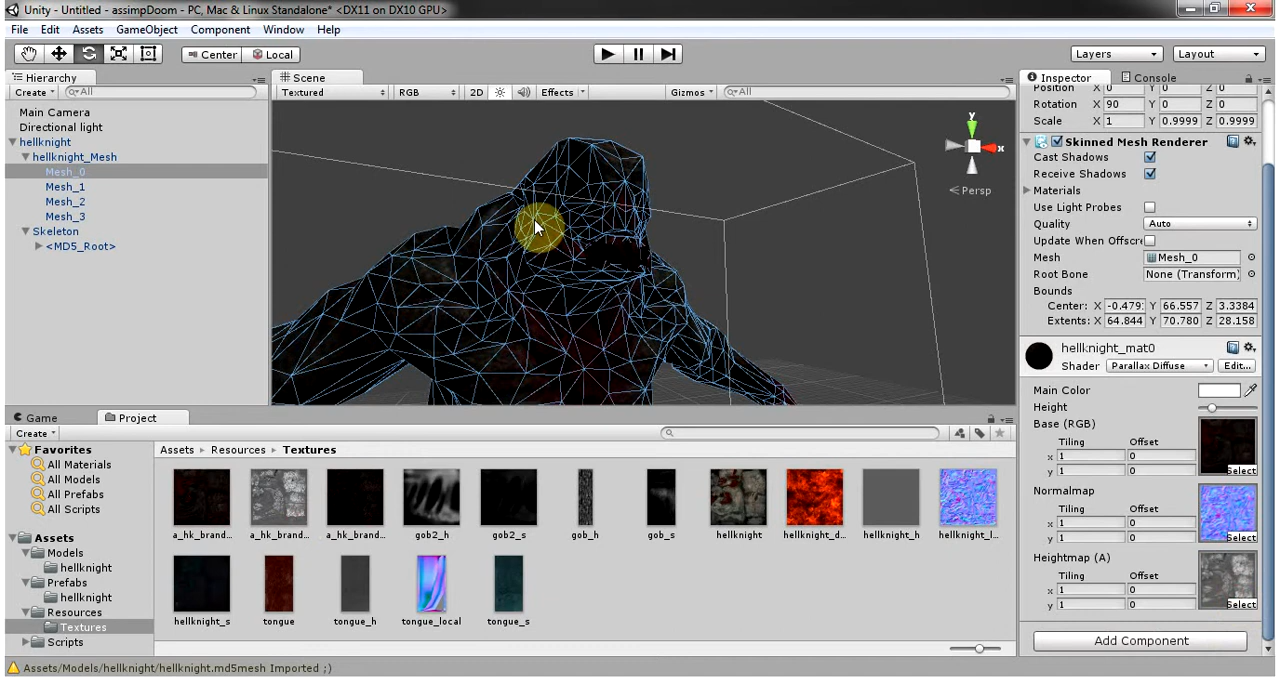 Unity - Untitled - assimpDoom - PC, Mac & Linux Standalone* <DX11 on DX10 GPU>
File Edit Assets GameObject Component Window Help
Center Local Layers Layout
Hierarchy
Create All
Main Camera
Directional light
hellknight
hellknight_Mesh
Mesh_0
Mesh_1
Mesh_2
Mesh_3
Skeleton
<MD5_Root>
Scene
Textured RGB 2D Effects Gizmos All
y
x
Persp
Inspector Console
Position X 0 Y 0 Z 0
Rotation X 90 Y 0 Z 0
Scale X 1 Y 0.9999 Z 0.9999
Skinned Mesh Renderer
Cast Shadows
Receive Shadows
Materials
Use Light Probes
Quality Auto
Update When Offscre
Mesh Mesh_0
Root Bone None (Transform)
Bounds
Center: X -0.479 Y 66.557 Z 3.3384
Extents: X 64.844 Y 70.780 Z 28.158
hellknight_mat0
Shader Parallax Diffuse Edit...
Main Color
Height
Base (RGB)
Tiling Offset
x 1 0
y 1 0
Select
Normalmap
Tiling Offset
x 1 0
y 1 0
Select
Heightmap (A)
Tiling Offset
x 1 0
y 1 0
Select
Add Component
Game Project
Create
Favorites
All Materials
All Models
All Prefabs
All Scripts
Assets
Models
hellknight
Prefabs
hellknight
Resources
Textures
Scripts
Assets Resources Textures
a_hk_brand... a_hk_brand... a_hk_brand... gob2_h gob2_s gob_h gob_s hellknight hellknight_d... hellknight_h hellknight_l...
hellknight_s tongue tongue_h tongue_local tongue_s
Assets/Models/hellknight/hellknight.md5mesh Imported ;)